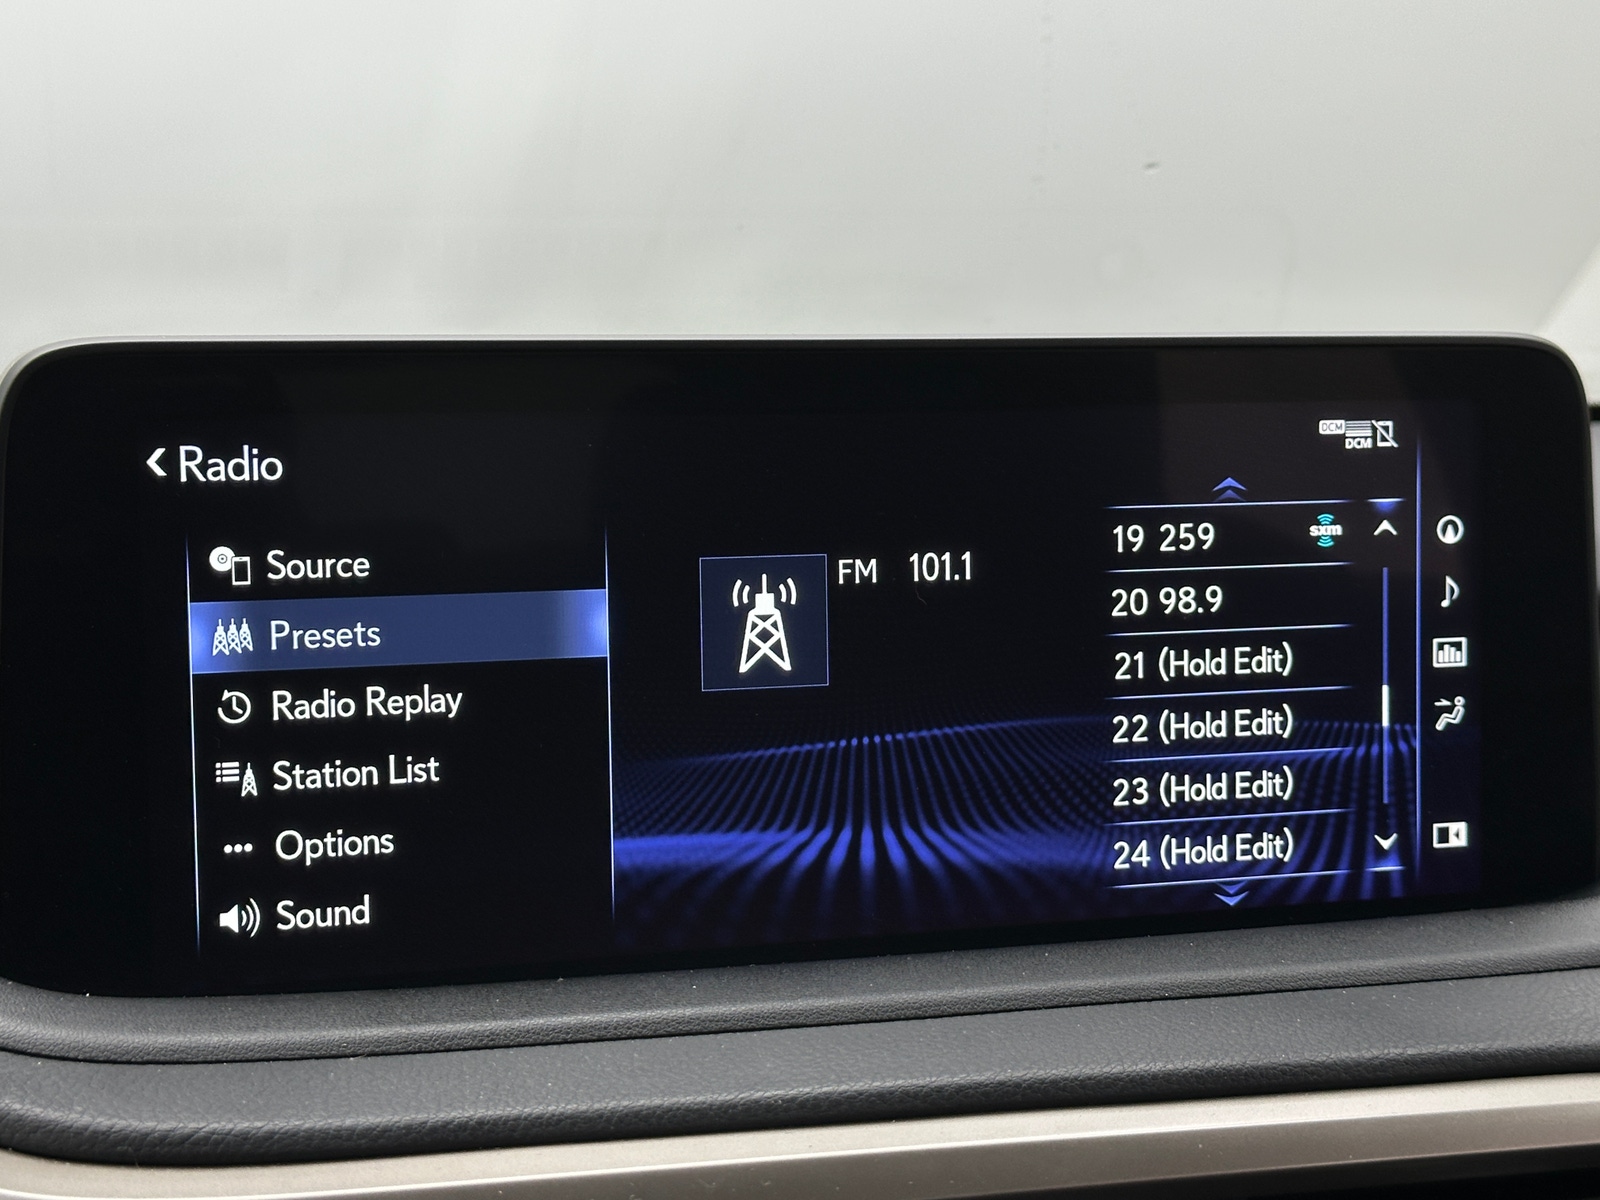 Radio
DCM
DCM
Source
Presets
Radio Replay
Station List
Options
Sound
FM 101.1
19 259 sxm
20 98.9
21 (Hold Edit)
22 (Hold Edit)
23 (Hold Edit)
24 (Hold Edit)